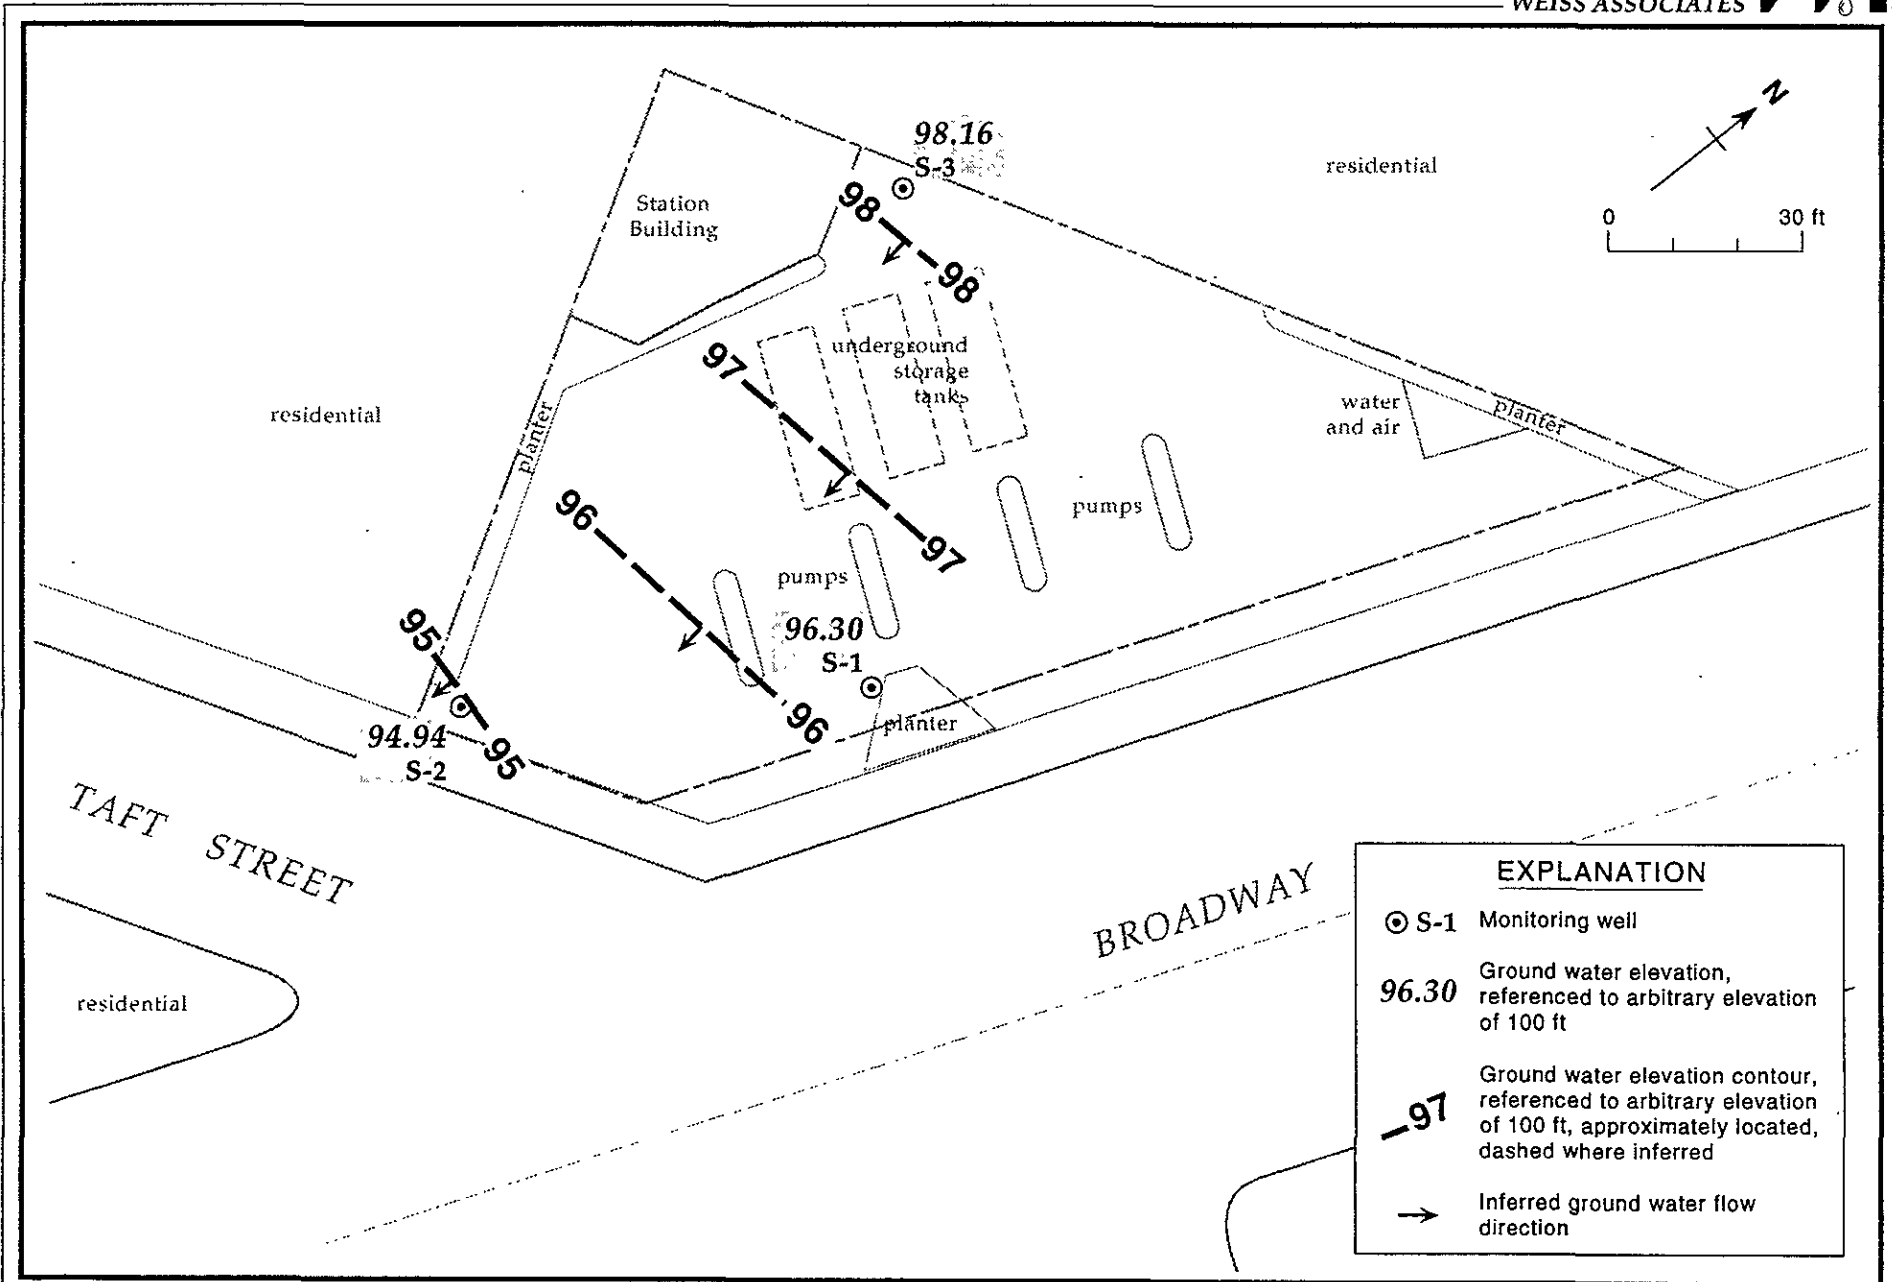 WEISS ASSOCIATES
N
98.16
S-3
residential
98
Station
Building
0 30 ft
98
97
underground
storage
tanks
residential
water
and air
planter
planter
96
pumps
97
pumps
95
96.30
S-1
96
planter
94.94
95
S-2
TAFT STREET
BROADWAY
residential
EXPLANATION
S-1 Monitoring well
96.30 Ground water elevation,
referenced to arbitrary elevation
of 100 ft
97 Ground water elevation contour,
referenced to arbitrary elevation
of 100 ft, approximately located,
dashed where inferred
Inferred ground water flow
direction